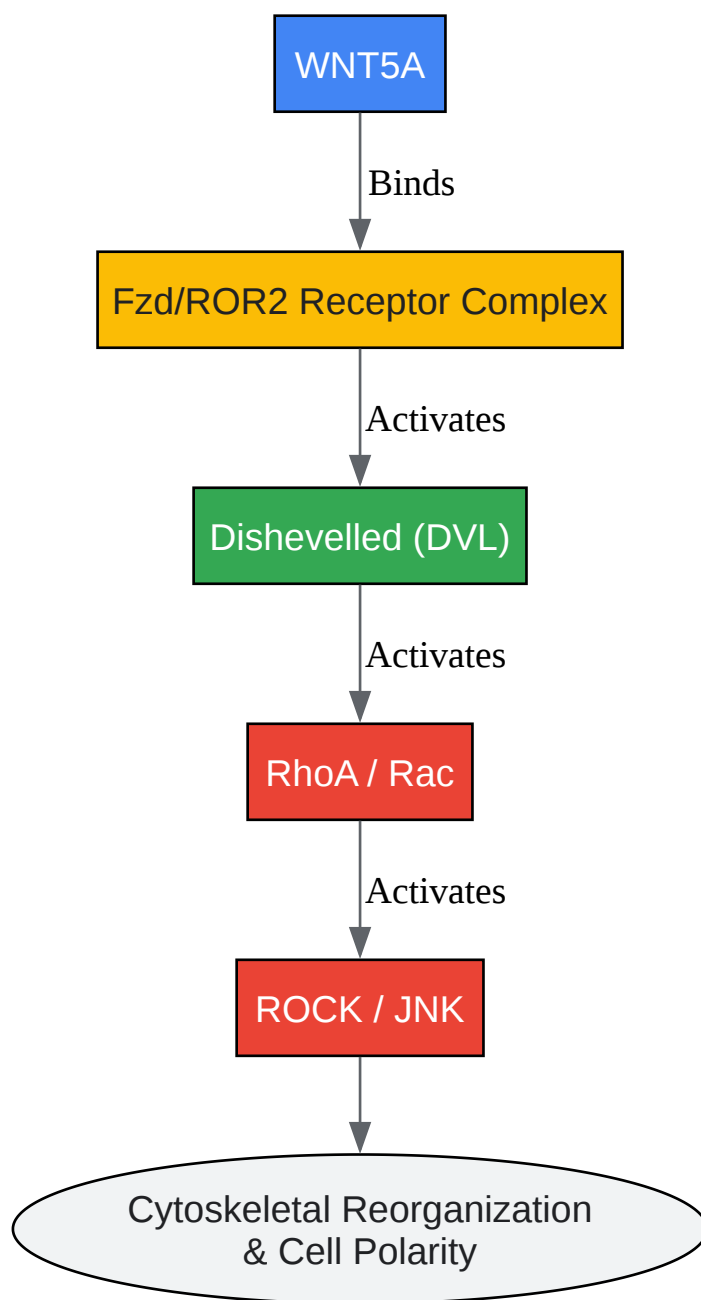 WNT5A
Binds
Fzd/ROR2 Receptor Complex
Activates
Dishevelled (DVL)
Activates
RhoA / Rac
Activates
ROCK / JNK
Cytoskeletal Reorganization
& Cell Polarity